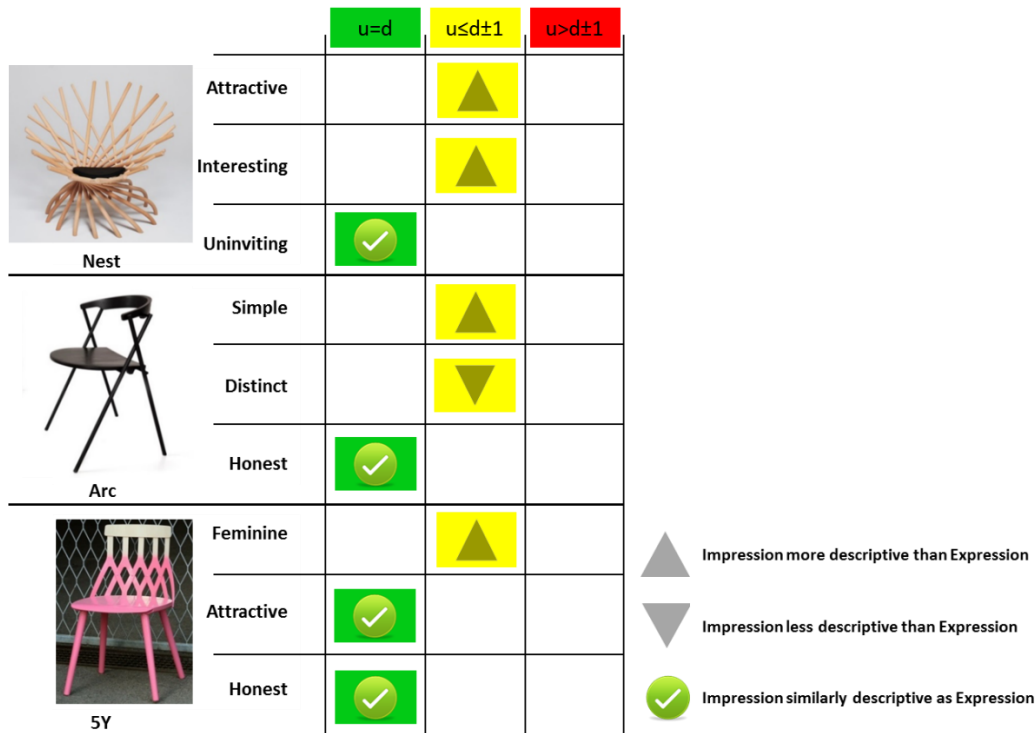 u=d u≤d±1 u>d±1
Attractive
Interesting
Uninviting
Nest
Simple
Distinct
Honest
Arc
Feminine
Attractive
Honest
5Y
Impression more descriptive than Expression
Impression less descriptive than Expression
Impression similarly descriptive as Expression